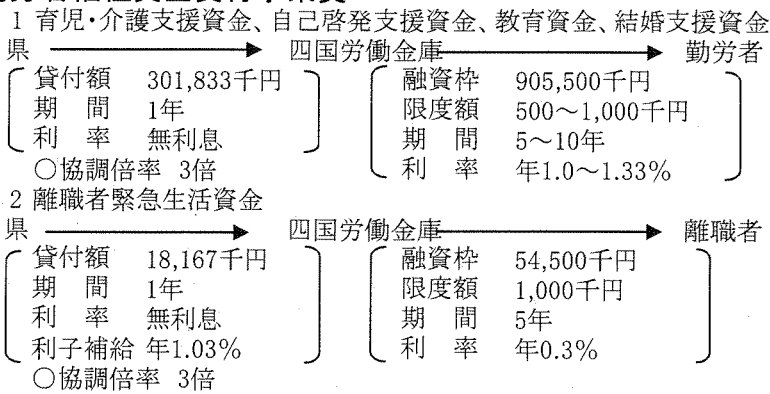 1 育児・介護支援資金、自己啓発支援資金、教育資金、結婚支援資金
県 四国労働金庫 勤労者
貸付額 301,833千円 融資枠 905,500千円
期 間 1年 限度額 500～1,000千円
利 率 無利息 期 間 5～10年
○協調倍率 3倍 利 率 年1.0～1.33%
2 離職者緊急生活資金
県 四国労働金庫 離職者
貸付額 18,167千円 融資枠 54,500千円
期 間 1年 限度額 1,000千円
利 率 無利息 期 間 5年
利子補給 年1.03% 利 率 年0.3%
○協調倍率 3倍